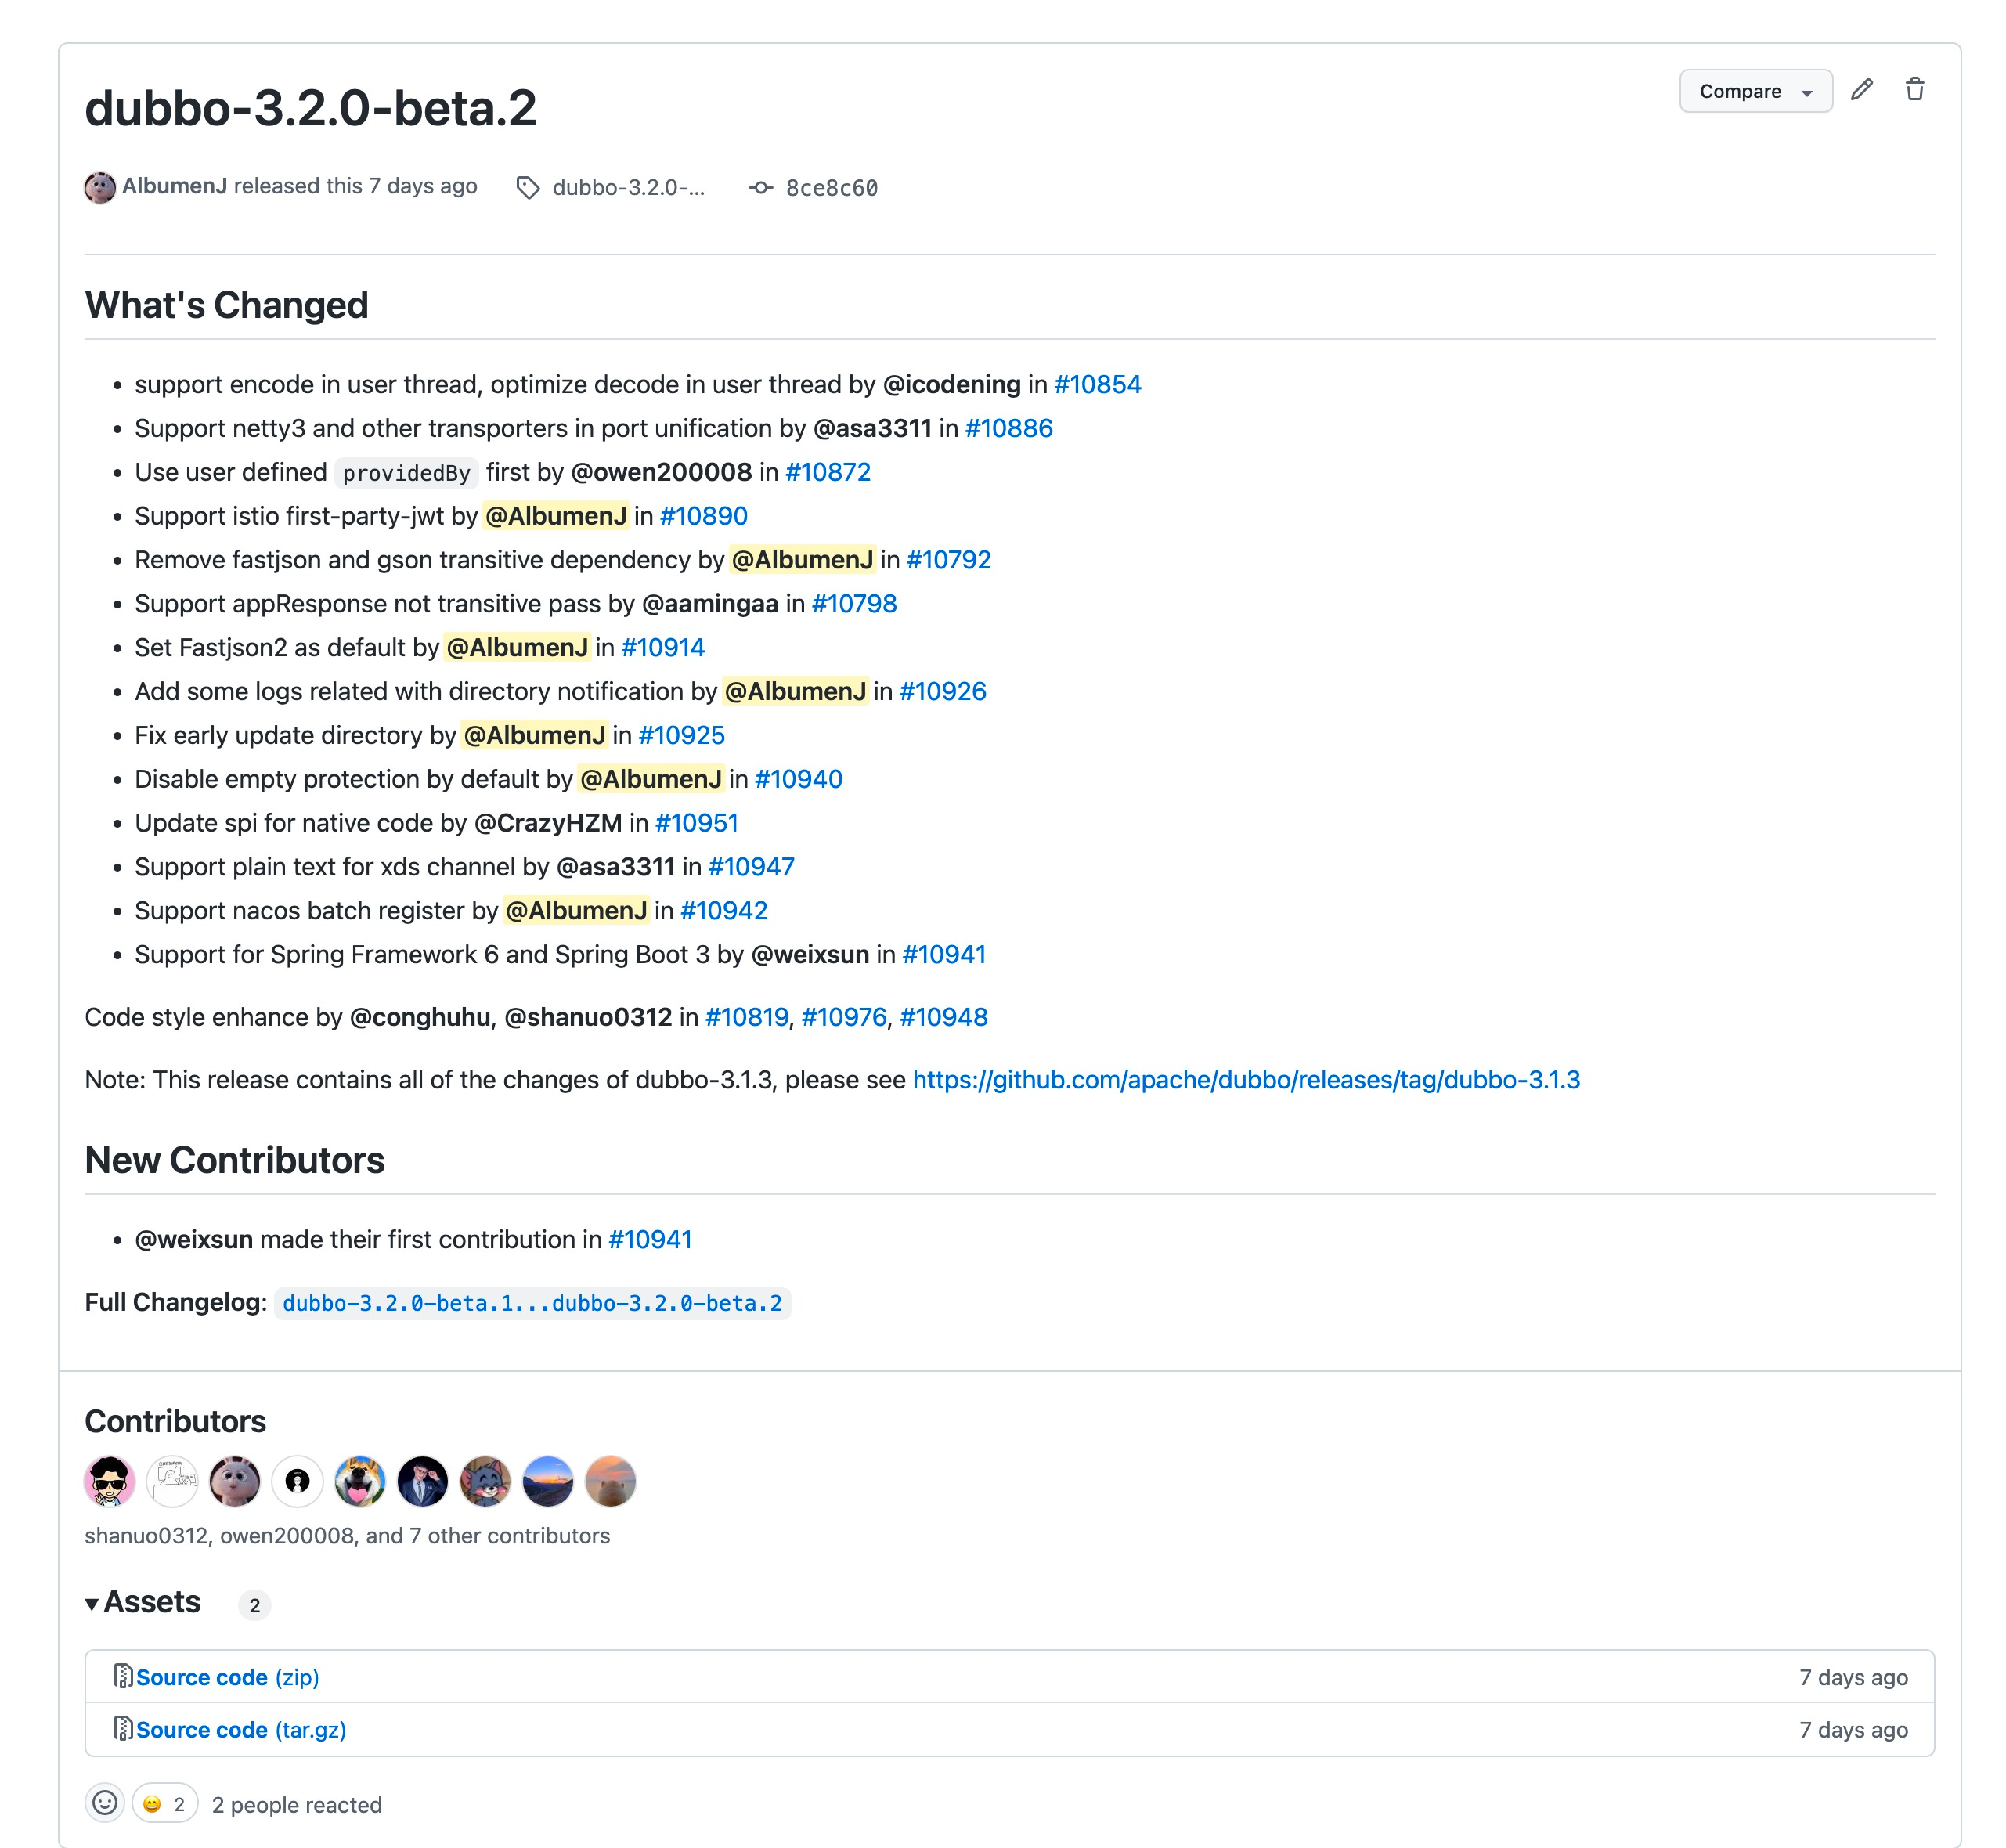 dubbo-3.2.0-beta.2
Compare
AlbumenJ released this 7 days ago dubbo-3.2.0-... 8ce8c60
What's Changed
support encode in user thread, optimize decode in user thread by @icodening in #10854
Support netty3 and other transporters in port unification by @asa3311 in #10886
Use user defined providedBy first by @owen200008 in #10872
Support istio first-party-jwt by @AlbumenJ in #10890
Remove fastjson and gson transitive dependency by @AlbumenJ in #10792
Support appResponse not transitive pass by @aamingaa in #10798
Set Fastjson2 as default by @AlbumenJ in #10914
Add some logs related with directory notification by @AlbumenJ in #10926
Fix early update directory by @AlbumenJ in #10925
Disable empty protection by default by @AlbumenJ in #10940
Update spi for native code by @CrazyHZM in #10951
Support plain text for xds channel by @asa3311 in #10947
Support nacos batch register by @AlbumenJ in #10942
Support for Spring Framework 6 and Spring Boot 3 by @weixsun in #10941
Code style enhance by @conghuhu, @shanuo0312 in #10819, #10976, #10948
Note: This release contains all of the changes of dubbo-3.1.3, please see https://github.com/apache/dubbo/releases/tag/dubbo-3.1.3
New Contributors
@weixsun made their first contribution in #10941
Full Changelog: dubbo-3.2.0-beta.1...dubbo-3.2.0-beta.2
Contributors
shanuo0312, owen200008, and 7 other contributors
Assets 2
Source code (zip) 7 days ago
Source code (tar.gz) 7 days ago
2 2 people reacted